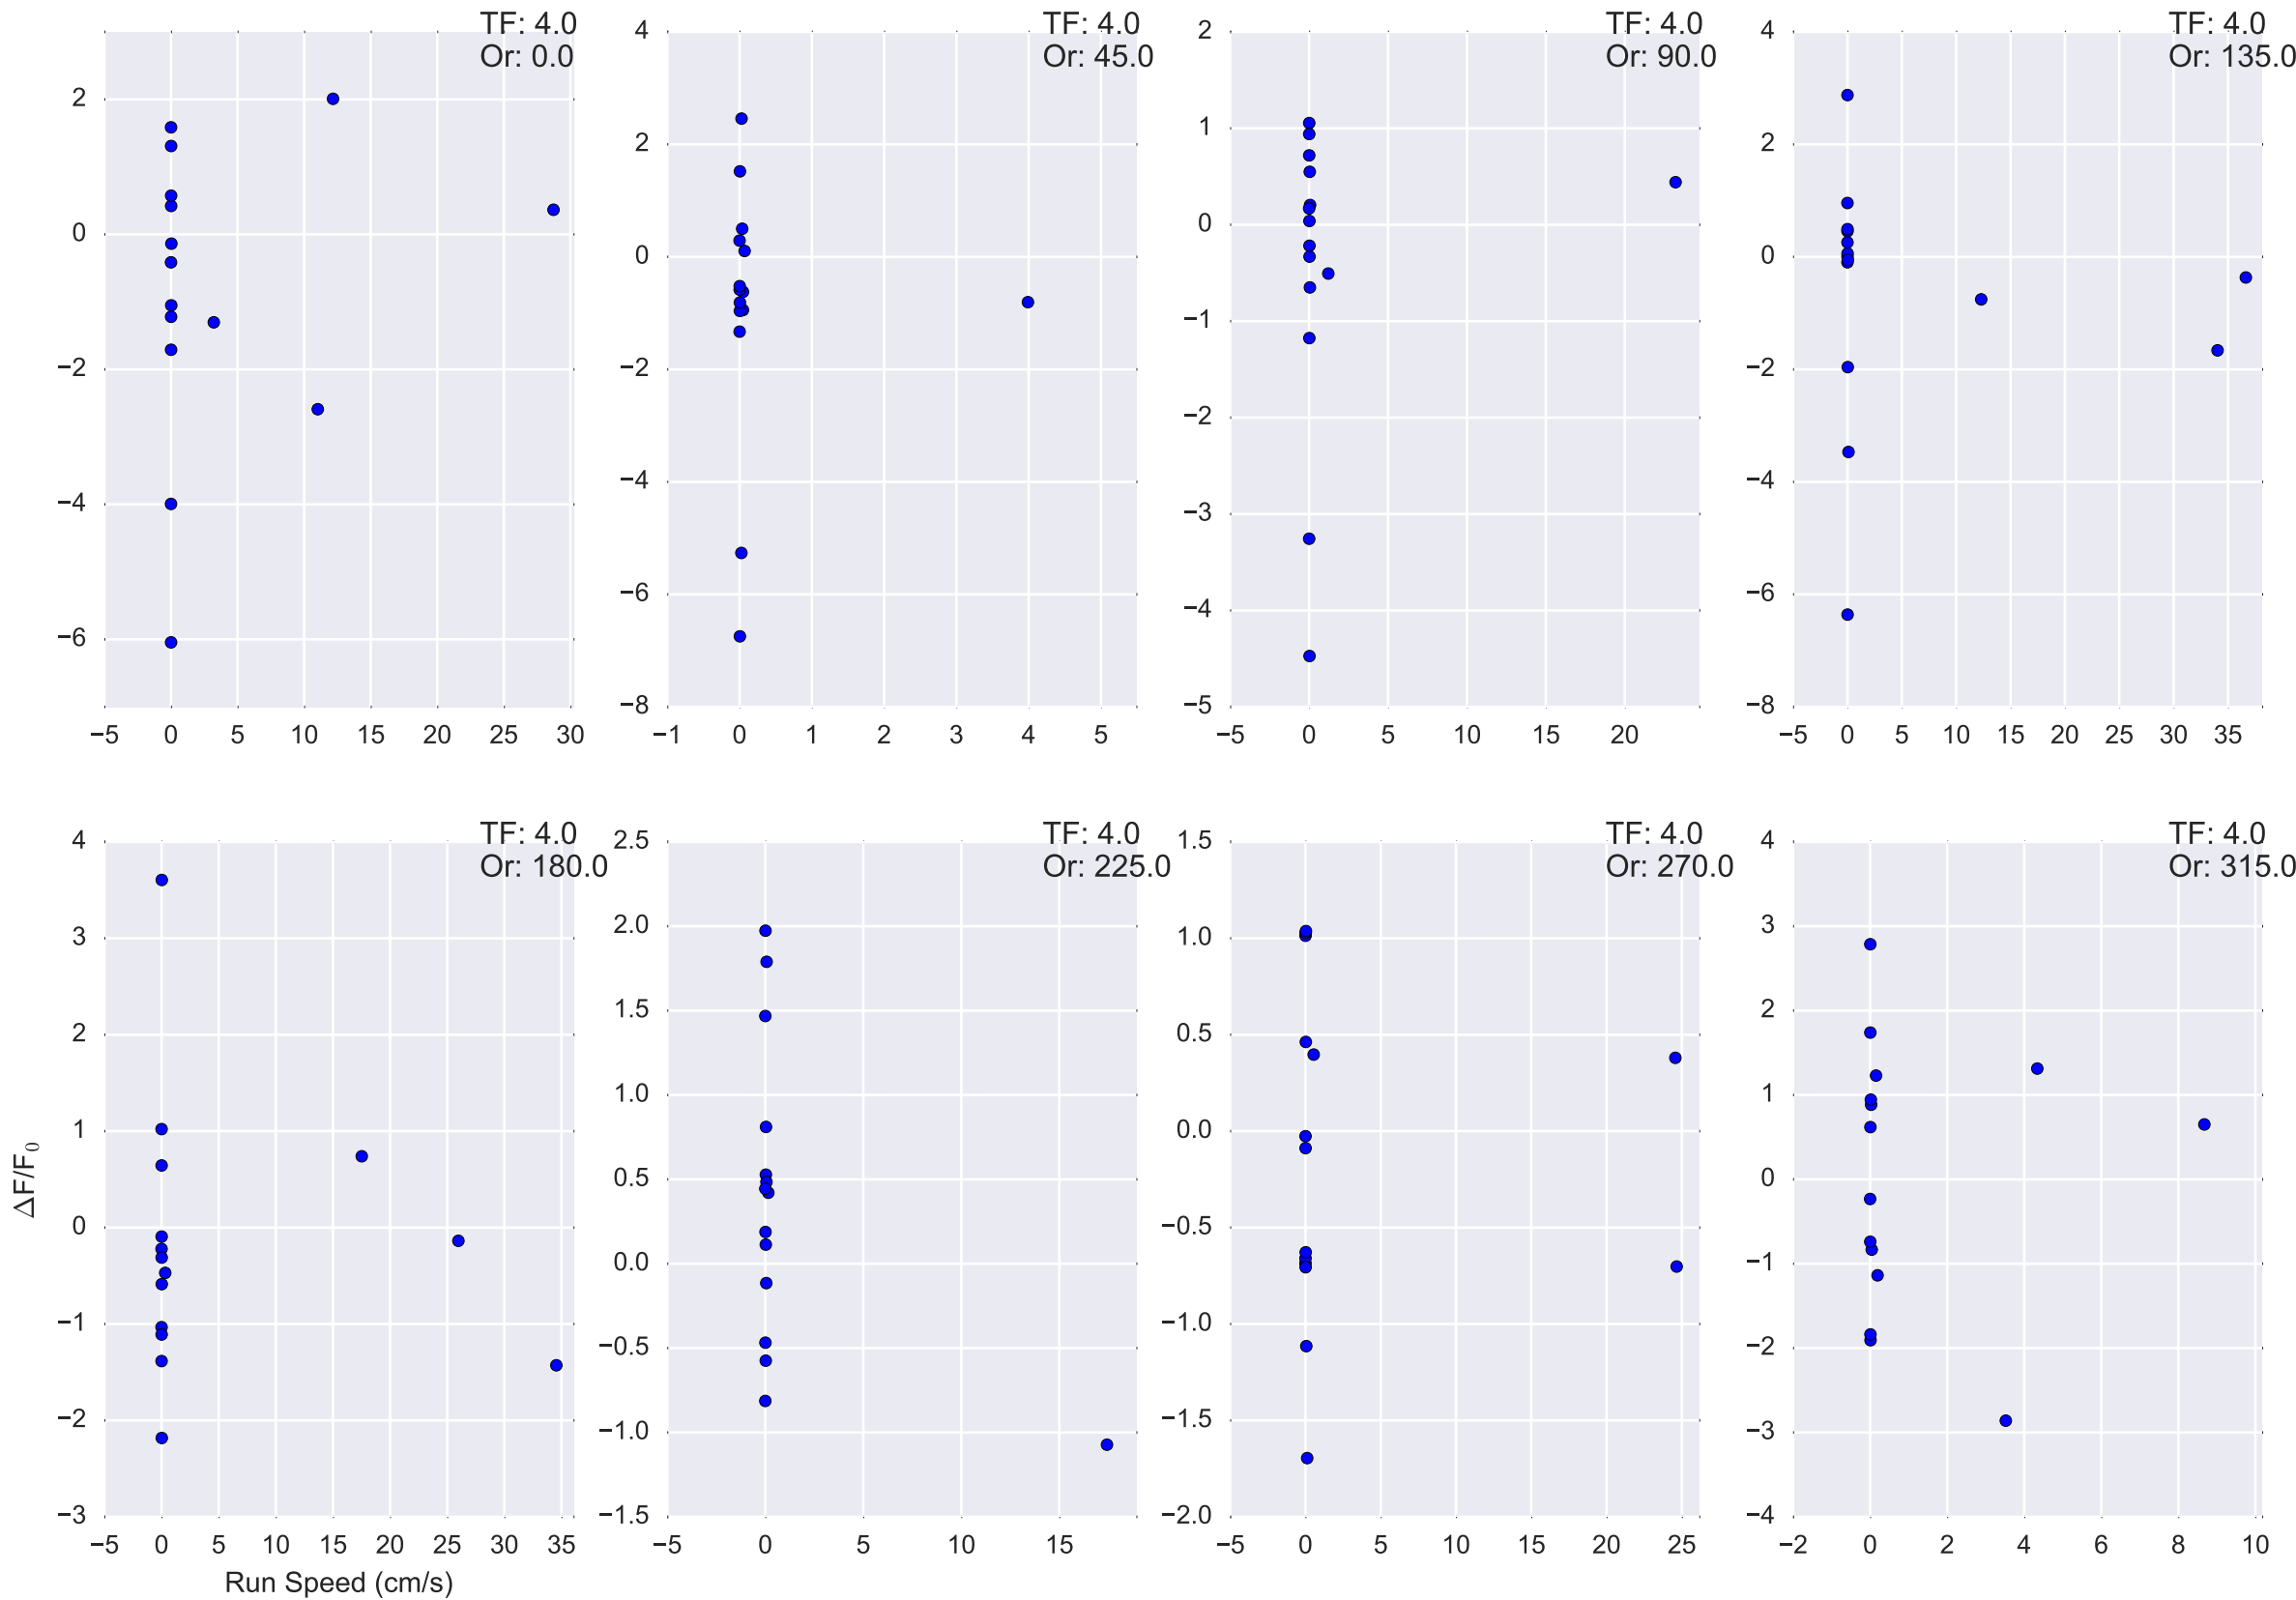 TF: 4.0
Or: 0.0
2
0
−2
−4
−6
−5 0 5 10 15 20 25 30
TF: 4.0
Or: 45.0
4
2
0
−2
−4
−6
−8
−1 0 1 2 3 4 5
TF: 4.0
Or: 90.0
2
1
0
−1
−2
−3
−4
−5
−5 0 5 10 15 20
TF: 4.0
Or: 135.0
4
2
0
−2
−4
−6
−8
−5 0 5 10 15 20 25 30 35
TF: 4.0
Or: 180.0
4
3
2
1
0
−1
−2
−3
−5 0 5 10 15 20 25 30 35
Run Speed (cm/s)
ΔF/F₀
TF: 4.0
Or: 225.0
2.5
2.0
1.5
1.0
0.5
0.0
−0.5
−1.0
−1.5
−5 0 5 10 15
TF: 4.0
Or: 270.0
1.5
1.0
0.5
0.0
−0.5
−1.0
−1.5
−2.0
−5 0 5 10 15 20 25
TF: 4.0
Or: 315.0
4
3
2
1
0
−1
−2
−3
−4
−2 0 2 4 6 8 10